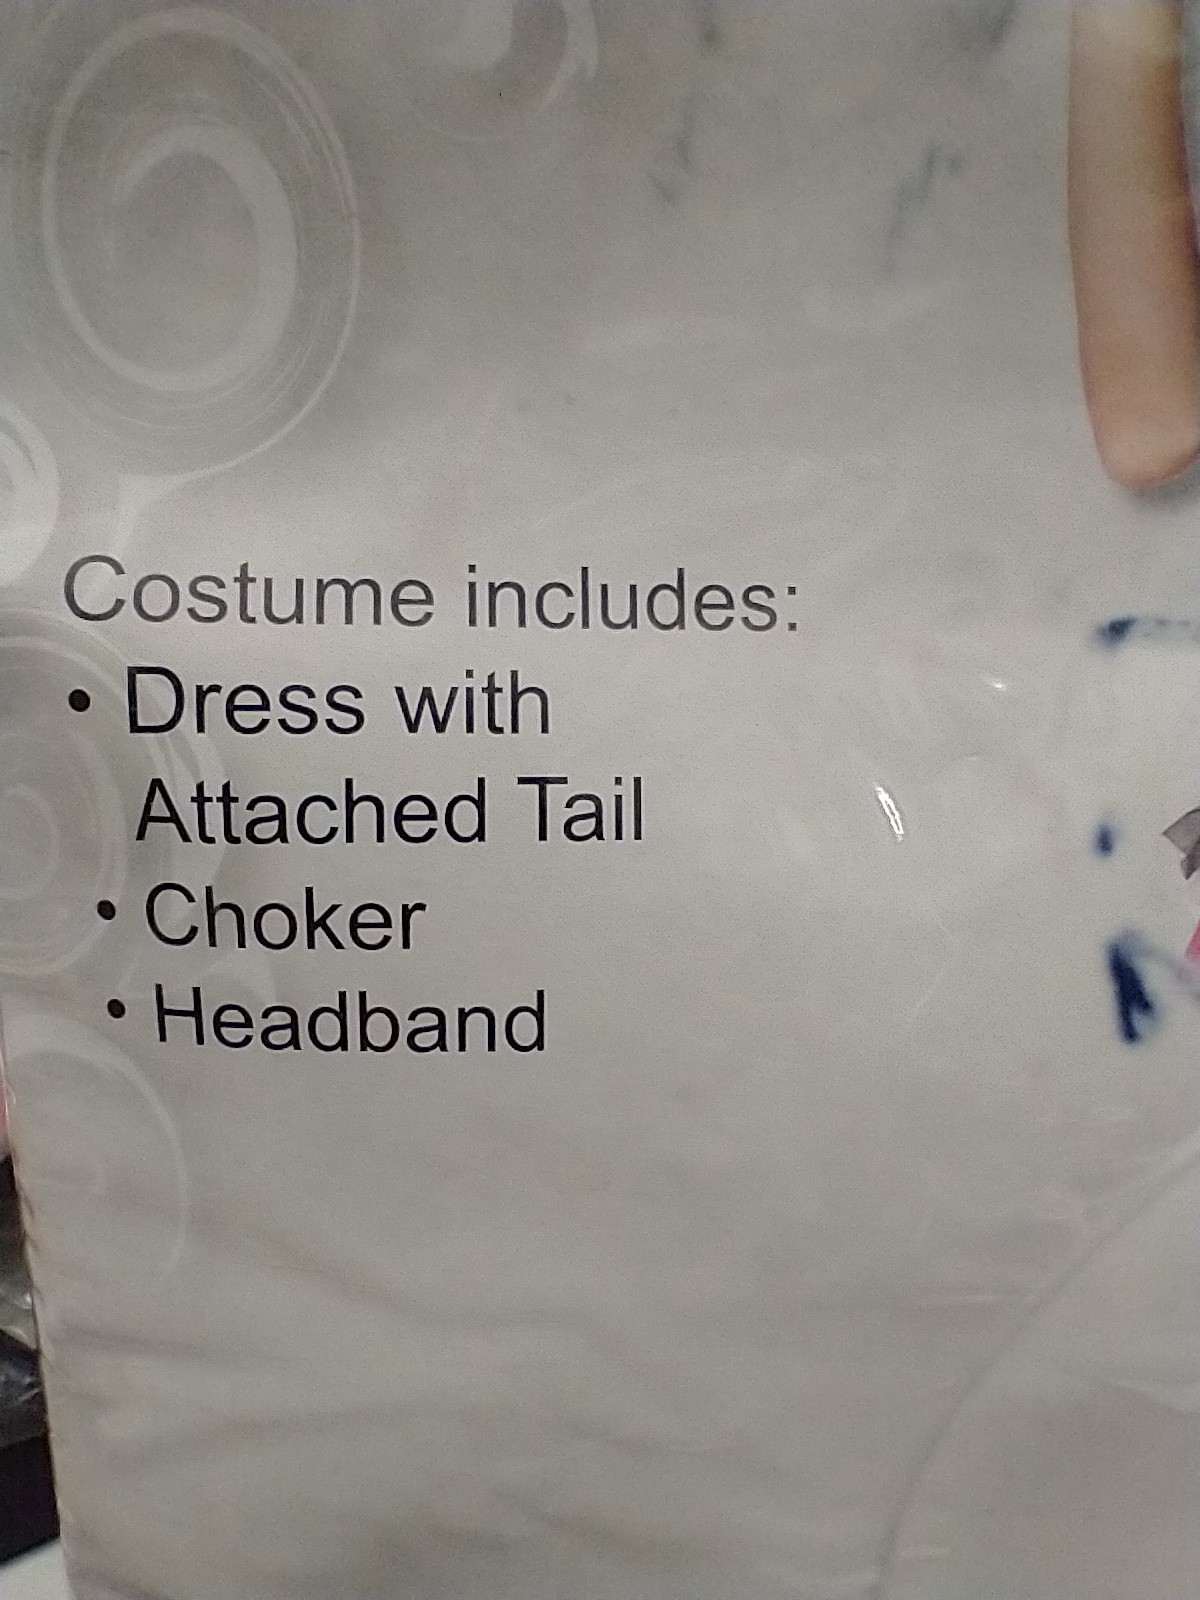 Costume includes:
• Dress with
Attached Tail
• Choker
• Headband